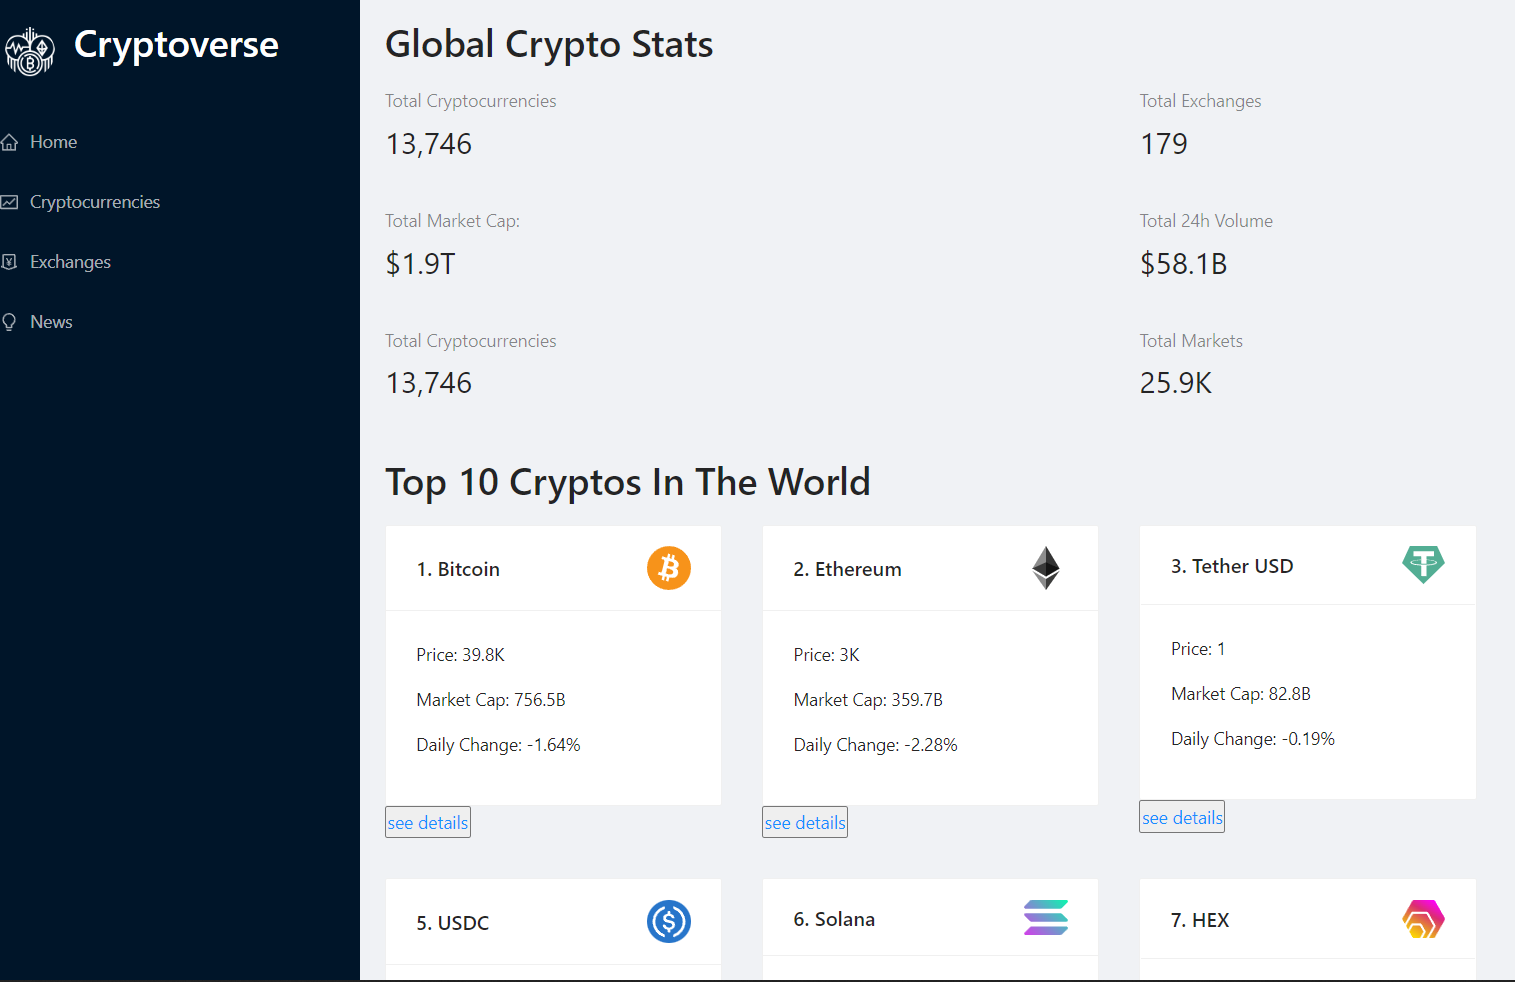 Cryptoverse
Home
Cryptocurrencies
Exchanges
News
Global Crypto Stats
Total Cryptocurrencies
13,746
Total Exchanges
179
Total Market Cap:
$1.9T
Total 24h Volume
$58.1B
Total Cryptocurrencies
13,746
Total Markets
25.9K
Top 10 Cryptos In The World
1. Bitcoin
Price: 39.8K
Market Cap: 756.5B
Daily Change: -1.64%
see details
2. Ethereum
Price: 3K
Market Cap: 359.7B
Daily Change: -2.28%
see details
3. Tether USD
Price: 1
Market Cap: 82.8B
Daily Change: -0.19%
see details
5. USDC
6. Solana
7. HEX